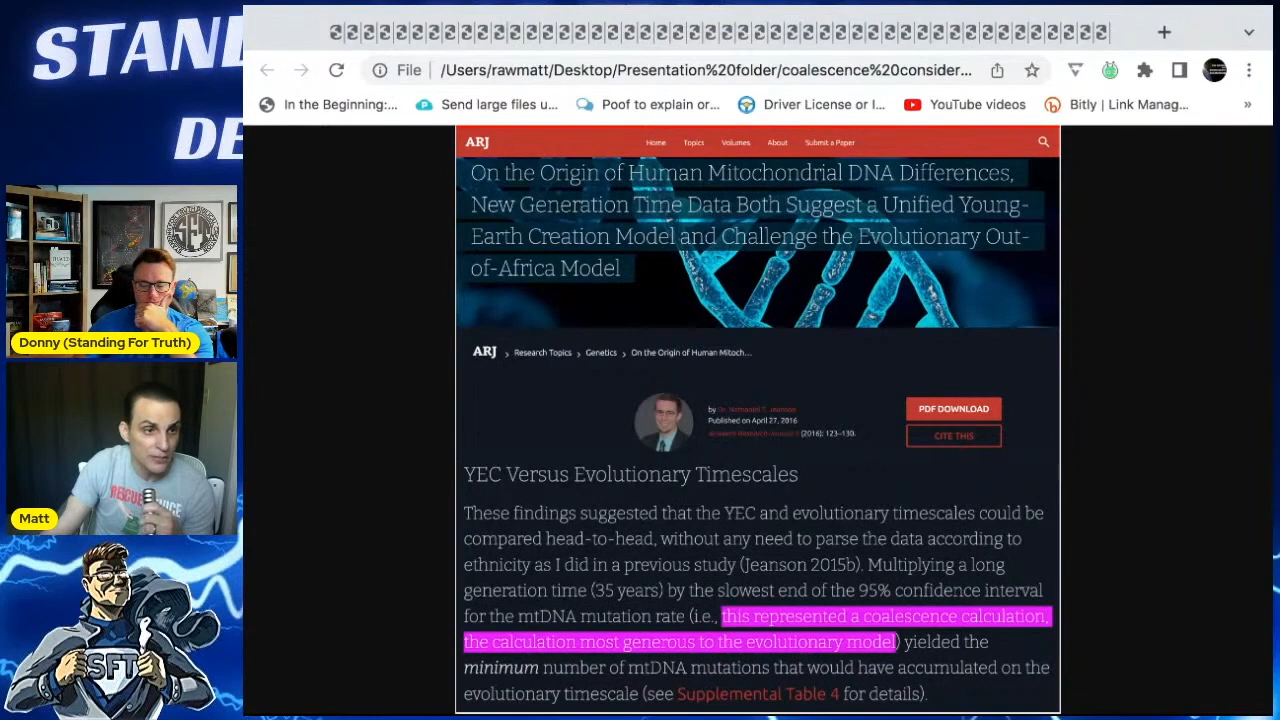 STAND
DE
File
/Users/rawmatt/Desktop/Presentation%20folder/coalescence%20consider...
In the Beginning:...
Send large files u...
Poof to explain or...
Driver License or I...
YouTube videos
Bitly | Link Manag...
»
ARJ
Home
Topics
Volumes
About
Submit a Paper
On the Origin of Human Mitochondrial DNA Differences,
New Generation Time Data Both Suggest a Unified Young-
Earth Creation Model and Challenge the Evolutionary Out-
of-Africa Model
ARJ > Research Topics > Genetics > On the Origin of Human Mitoch...
by Dr. Nathaniel T. Jeanson
Published on April 27, 2016
(2016): 123–130.
PDF DOWNLOAD
CITE THIS
YEC Versus Evolutionary Timescales
These findings suggested that the YEC and evolutionary timescales could be
compared head-to-head, without any need to parse the data according to
ethnicity as I did in a previous study (Jeanson 2015b). Multiplying a long
generation time (35 years) by the slowest end of the 95% confidence interval
for the mtDNA mutation rate (i.e., this represented a coalescence calculation,
the calculation most generous to the evolutionary model) yielded the
minimum number of mtDNA mutations that would have accumulated on the
evolutionary timescale (see Supplemental Table 4 for details).
SFT
Donny (Standing For Truth)
RESCUE
Matt
SFT